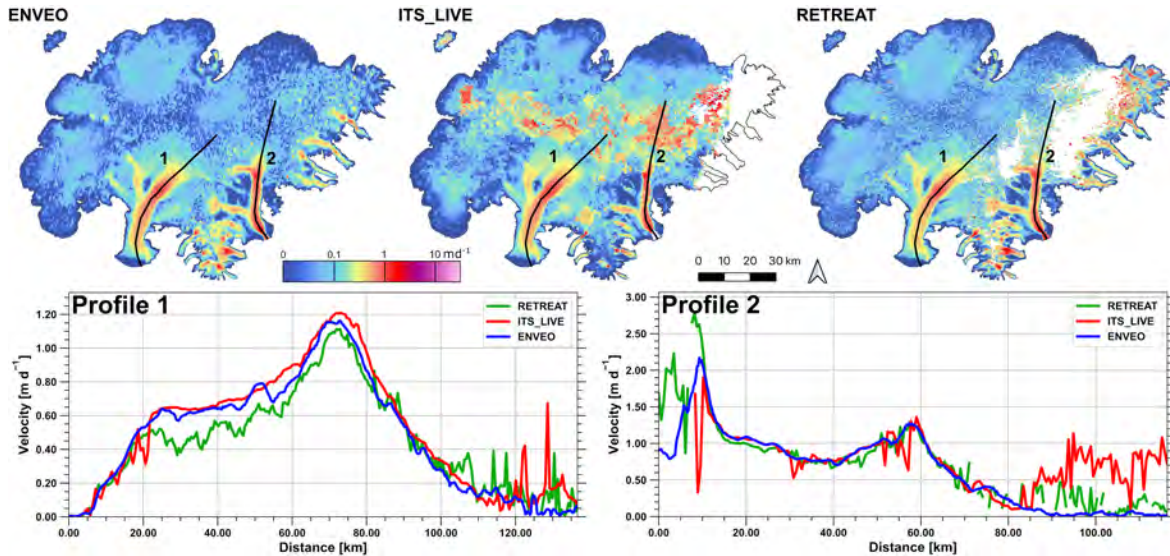 ENVEO
ITS_LIVE
RETREAT
1
2
1
2
1
2
0 0.1 1 10 m d⁻¹
0 10 20 30 km
Profile 1
RETREAT
ITS_LIVE
ENVEO
Velocity [m d⁻¹]
1.20
1.00
0.80
0.60
0.40
0.20
0.00
0.00 20.00 40.00 60.00 80.00 100.00 120.00
Distance [km]
Profile 2
RETREAT
ITS_LIVE
ENVEO
Velocity [m d⁻¹]
3.00
2.50
2.00
1.50
1.00
0.50
0.00
0.00 20.00 40.00 60.00 80.00 100.00
Distance [km]